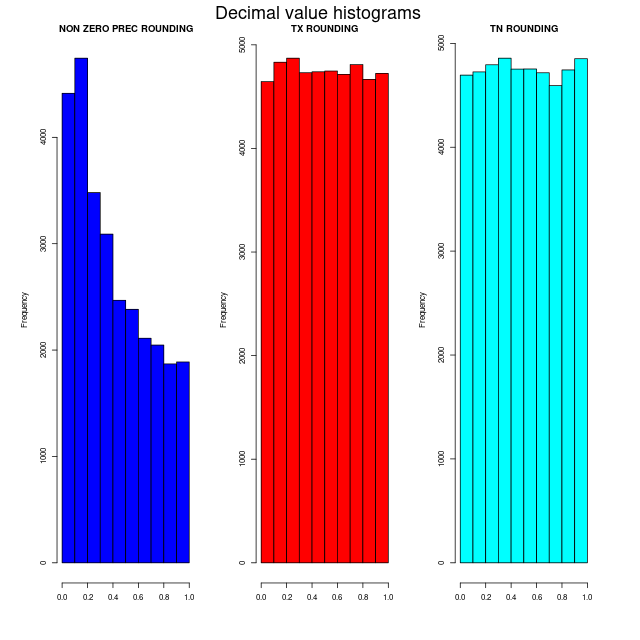 Decimal value histograms
NON ZERO PREC ROUNDING
Frequency
0
1000
2000
3000
4000
0.0 0.2 0.4 0.6 0.8 1.0
TX ROUNDING
Frequency
0
1000
2000
3000
4000
5000
0.0 0.2 0.4 0.6 0.8 1.0
TN ROUNDING
Frequency
0
1000
2000
3000
4000
5000
0.0 0.2 0.4 0.6 0.8 1.0